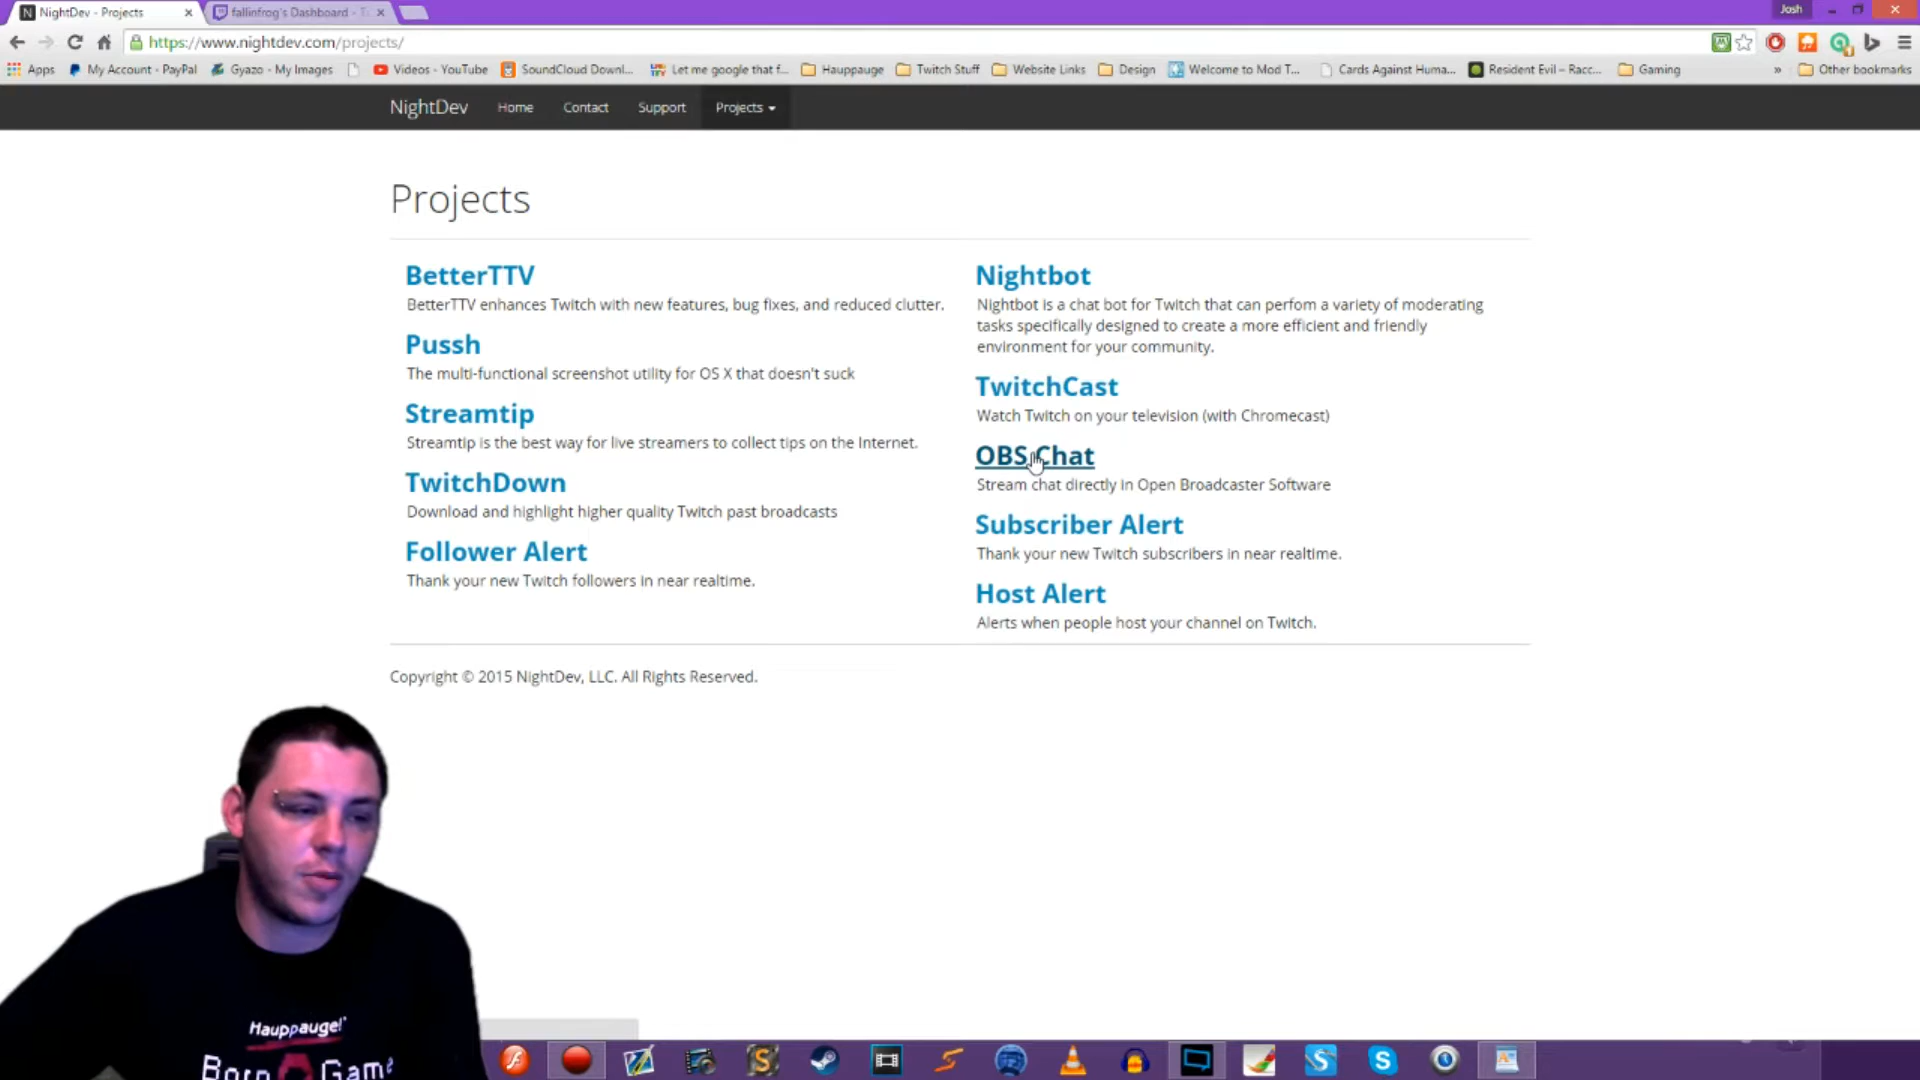 NightDev - Projects
fallinfrog's Dashboard - T
Josh
https://www.nightdev.com/projects/
Apps
My Account - PayPal
Gyazo - My Images
Videos - YouTube
SoundCloud Downl...
Let me google that f...
Hauppauge
Twitch Stuff
Website Links
Design
Welcome to Mod T...
Cards Against Huma...
Resident Evil – Racc...
Gaming
»
Other bookmarks
NightDev
Home
Contact
Support
Projects
Projects
BetterTTV
BetterTTV enhances Twitch with new features, bug fixes, and reduced clutter.
Pussh
The multi-functional screenshot utility for OS X that doesn't suck
Streamtip
Streamtip is the best way for live streamers to collect tips on the Internet.
TwitchDown
Download and highlight higher quality Twitch past broadcasts
Follower Alert
Thank your new Twitch followers in near realtime.
Nightbot
Nightbot is a chat bot for Twitch that can perfom a variety of moderating
tasks specifically designed to create a more efficient and friendly
environment for your community.
TwitchCast
Watch Twitch on your television (with Chromecast)
OBS Chat
Stream chat directly in Open Broadcaster Software
Subscriber Alert
Thank your new Twitch subscribers in near realtime.
Host Alert
Alerts when people host your channel on Twitch.
Copyright © 2015 NightDev, LLC. All Rights Reserved.
Hauppauge!
Born Game